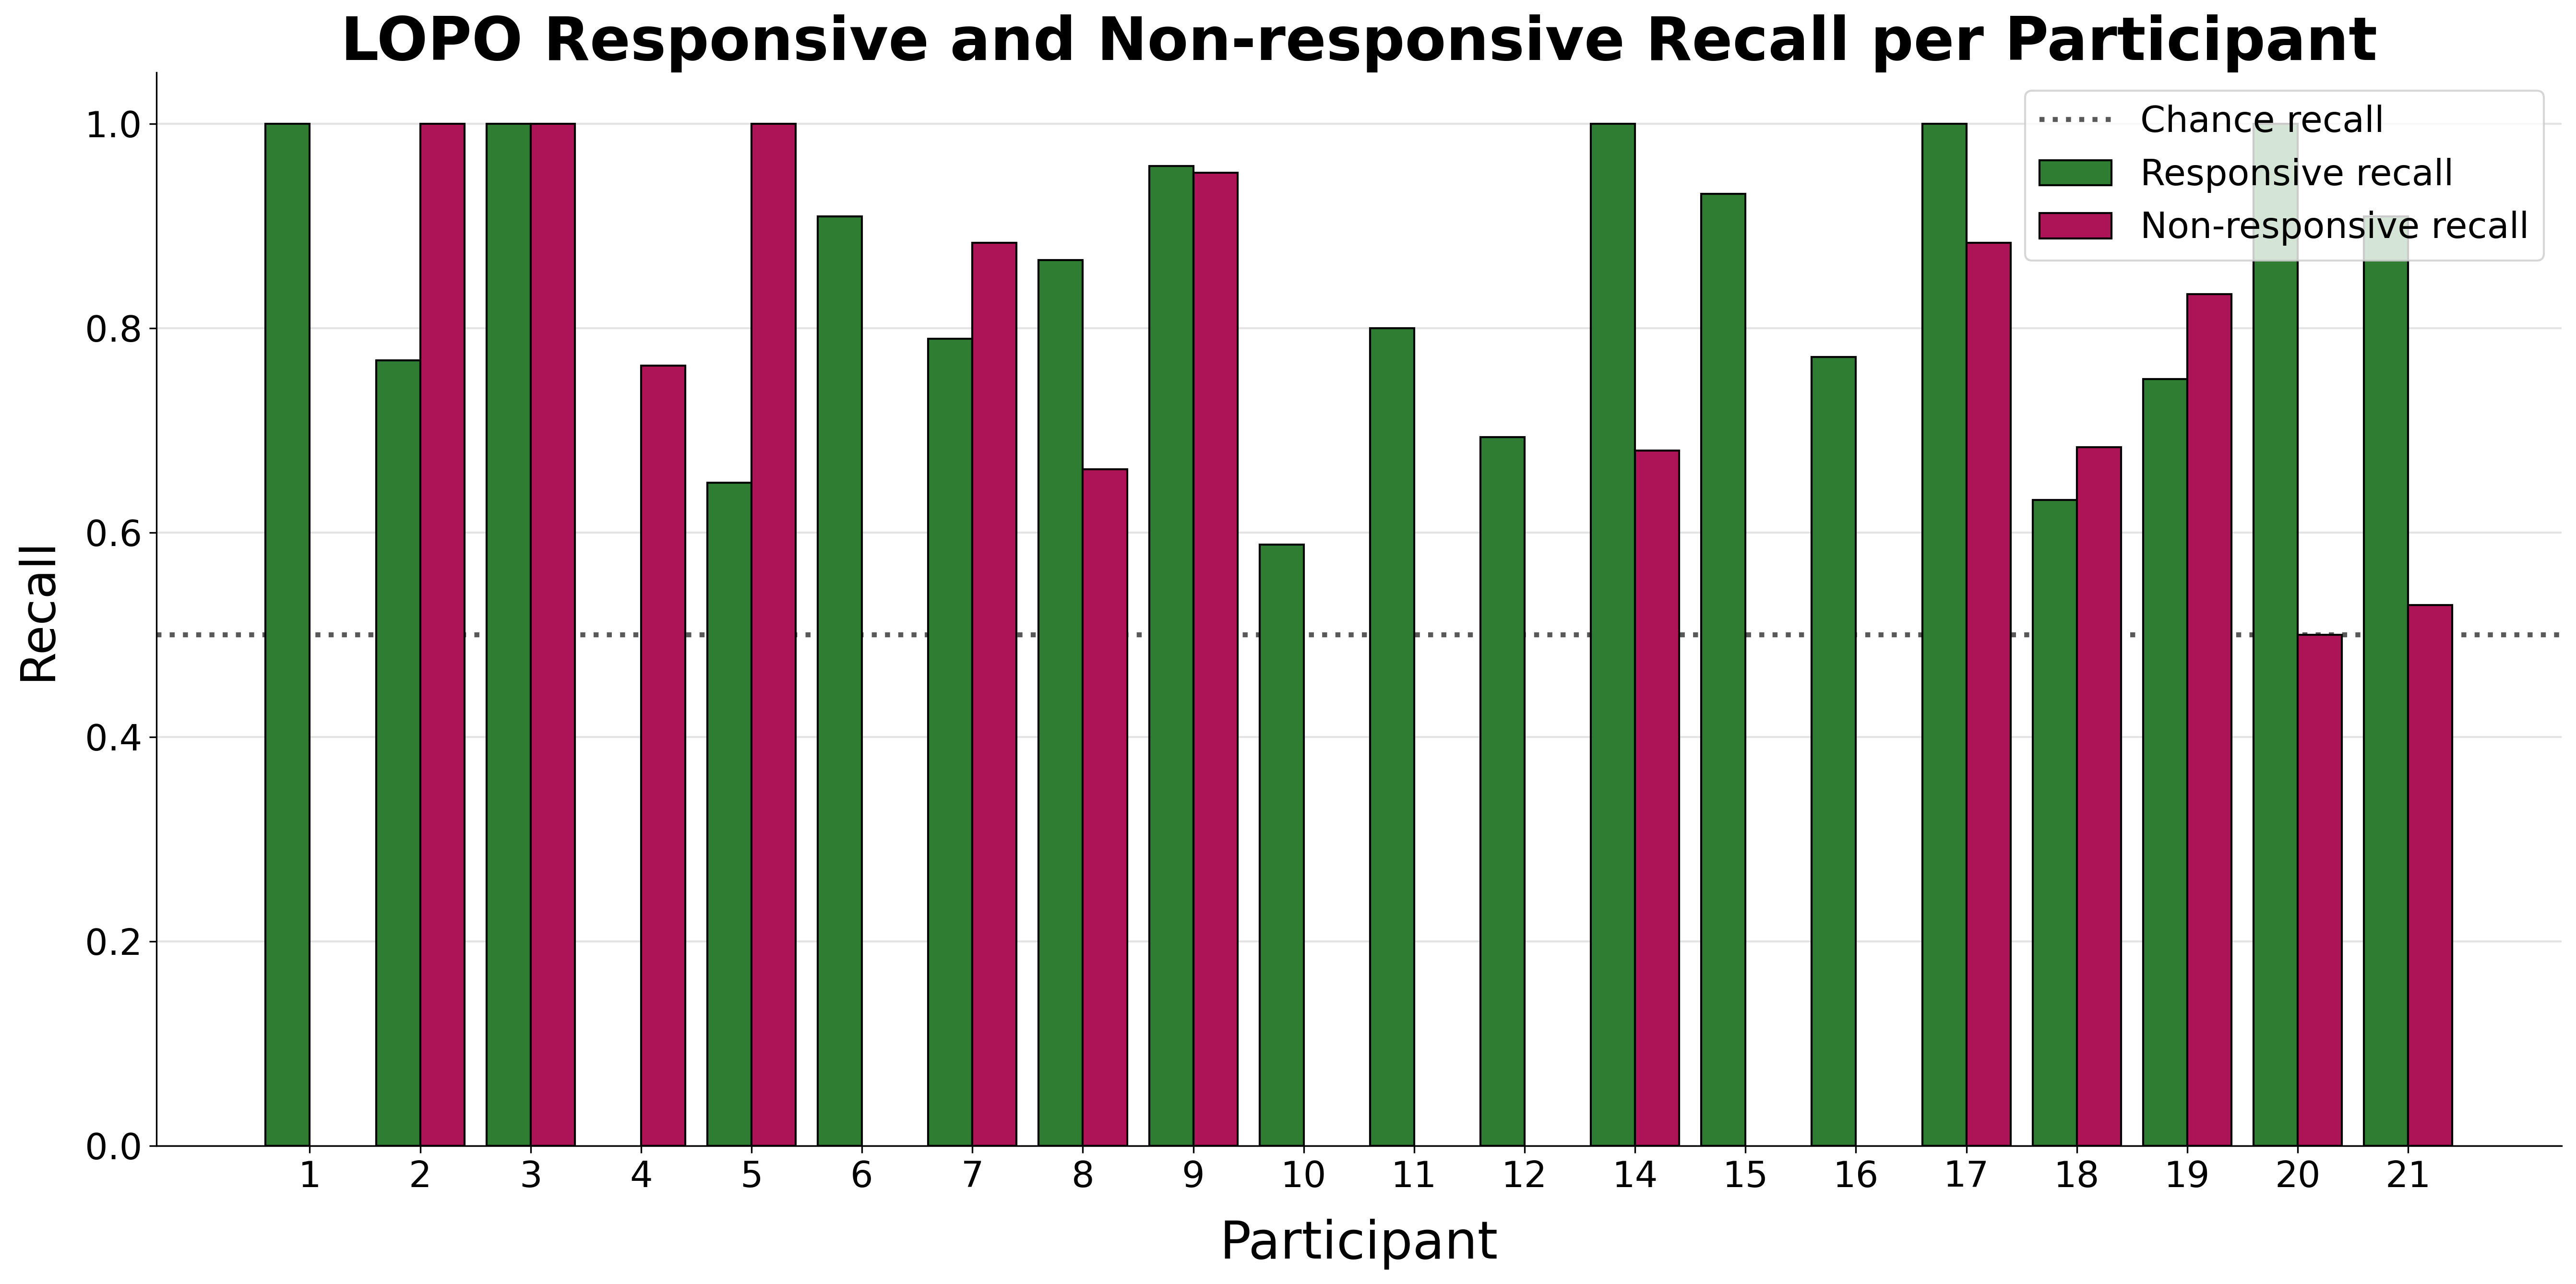 LOPO Responsive and Non-responsive Recall per Participant
Chance recall
Responsive recall
Non-responsive recall
Recall
1.0
0.8
0.6
0.4
0.2
0.0
1 2 3 4 5 6 7 8 9 10 11 12 14 15 16 17 18 19 20 21
Participant